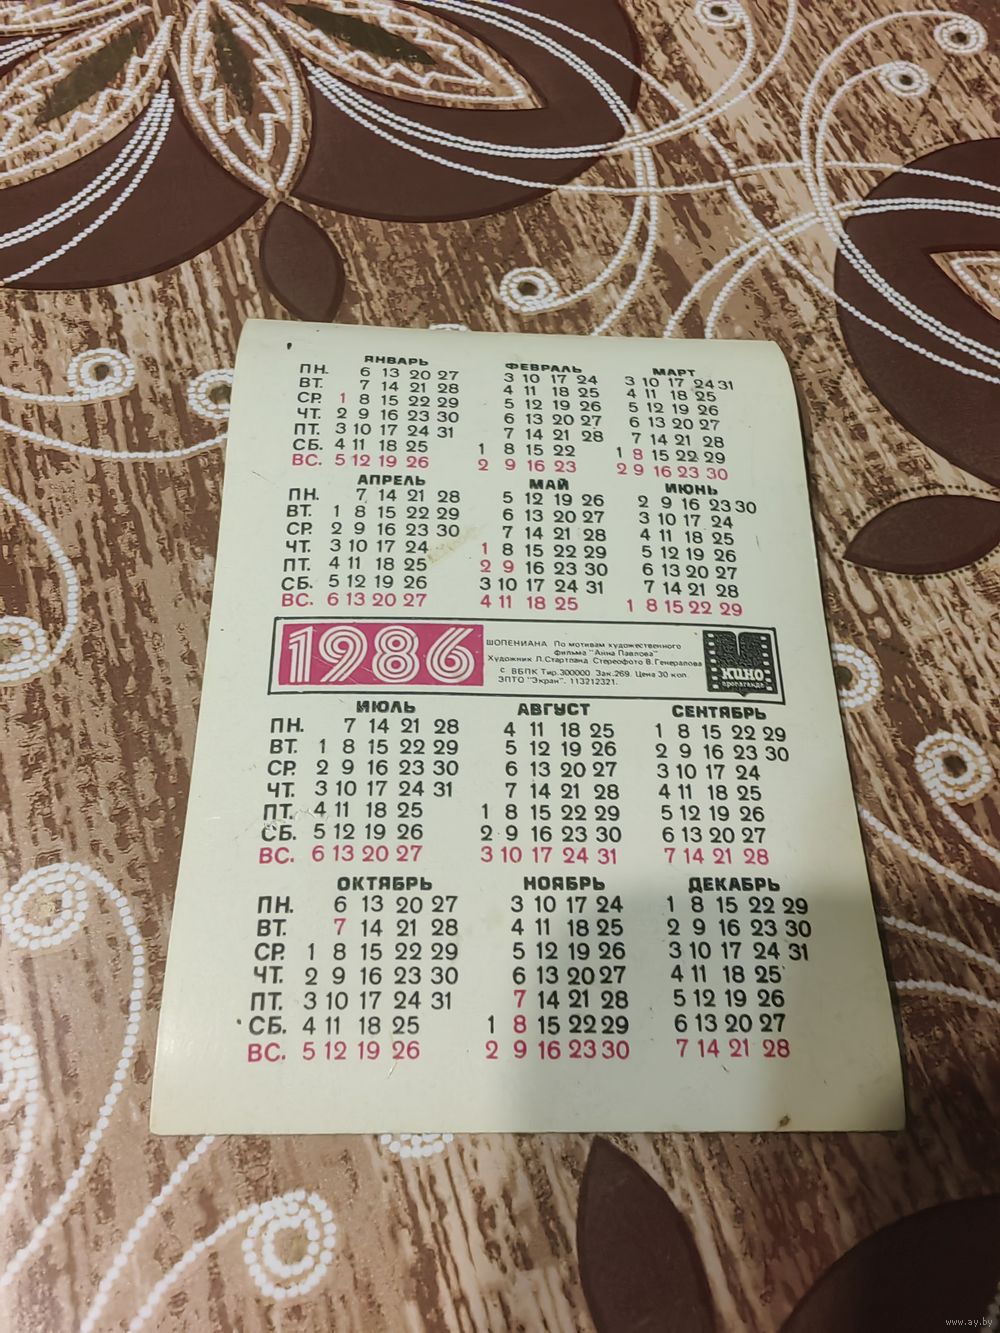 ЯНВАРЬ ФЕВРАЛЬ МАРТ
ПН. 6 13 20 27 3 10 17 24 3 10 17 24 31
ВТ. 7 14 21 28 4 11 18 25 4 11 18 25
СР. 1 8 15 22 29 5 12 19 26 5 12 19 26
ЧТ. 2 9 16 23 30 6 13 20 27 6 13 20 27
ПТ. 3 10 17 24 31 7 14 21 28 7 14 21 28
СБ. 4 11 18 25 1 8 15 22 1 8 15 22 29
ВС. 5 12 19 26 2 9 16 23 2 9 16 23 30
АПРЕЛЬ МАЙ ИЮНЬ
ПН. 7 14 21 28 5 12 19 26 2 9 16 23 30
ВТ. 1 8 15 22 29 6 13 20 27 3 10 17 24
СР. 2 9 16 23 30 7 14 21 28 4 11 18 25
ЧТ. 3 10 17 24 1 8 15 22 29 5 12 19 26
ПТ. 4 11 18 25 2 9 16 23 30 6 13 20 27
СБ. 5 12 19 26 3 10 17 24 31 7 14 21 28
ВС. 6 13 20 27 4 11 18 25 1 8 15 22 29
1986
ШОПЕНИАНА По мотивам художественного
фильма "Анна Павлова"
Художник Л.Стартланд Стереофото В.Генералова
с ВБПК Тир.300000 Зак.269. Цена 30 коп.
ЭПТО "Экран". 113212321.
КИНО
пропаганда
ИЮЛЬ АВГУСТ СЕНТЯБРЬ
ПН. 7 14 21 28 4 11 18 25 1 8 15 22 29
ВТ. 1 8 15 22 29 5 12 19 26 2 9 16 23 30
СР. 2 9 16 23 30 6 13 20 27 3 10 17 24
ЧТ. 3 10 17 24 31 7 14 21 28 4 11 18 25
ПТ. 4 11 18 25 1 8 15 22 29 5 12 19 26
СБ. 5 12 19 26 2 9 16 23 30 6 13 20 27
ВС. 6 13 20 27 3 10 17 24 31 7 14 21 28
ОКТЯБРЬ НОЯБРЬ ДЕКАБРЬ
ПН. 6 13 20 27 3 10 17 24 1 8 15 22 29
ВТ. 7 14 21 28 4 11 18 25 2 9 16 23 30
СР. 1 8 15 22 29 5 12 19 26 3 10 17 24 31
ЧТ. 2 9 16 23 30 6 13 20 27 4 11 18 25
ПТ. 3 10 17 24 31 7 14 21 28 5 12 19 26
СБ. 4 11 18 25 1 8 15 22 29 6 13 20 27
ВС. 5 12 19 26 2 9 16 23 30 7 14 21 28
www.ay.by